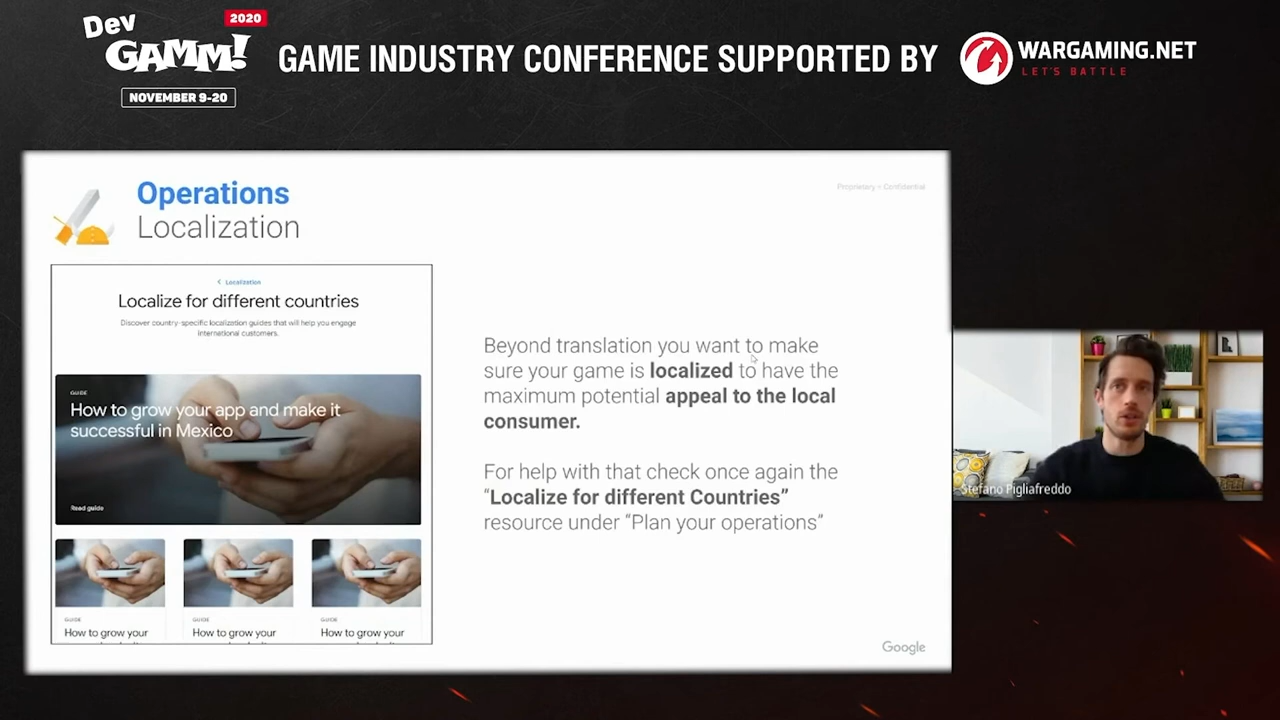 Dev
GAMM!
2020
NOVEMBER 9-20
GAME INDUSTRY CONFERENCE SUPPORTED BY
WARGAMING.NET
LET'S BATTLE
Operations
Localization
Proprietary + Confidential
Localization
Localize for different countries
Discover country-specific localization guides that will help you engage
international customers.
GUIDE
How to grow your app and make it
successful in Mexico
Read guide
GUIDE
How to grow your
GUIDE
How to grow your
GUIDE
How to grow your
Beyond translation you want to make
sure your game is localized to have the
maximum potential appeal to the local
consumer.
For help with that check once again the
“Localize for different Countries”
resource under “Plan your operations”
Google
Stefano Pigliafreddo